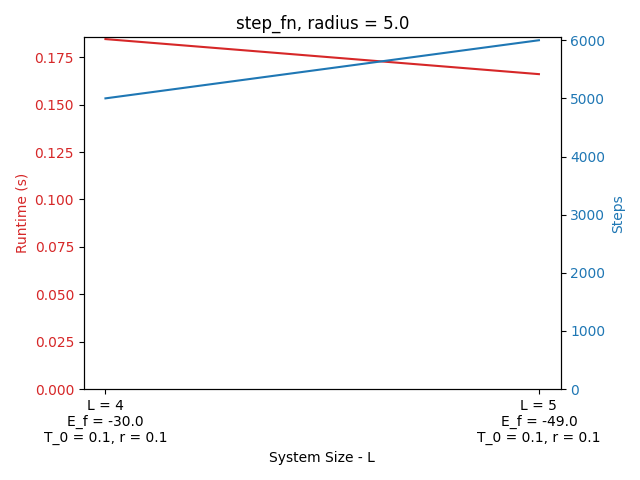 step_fn, radius = 5.0
Runtime (s)
0.175
0.150
0.125
0.100
0.075
0.050
0.025
0.000
6000
5000
4000
3000
2000
1000
0
Steps
L = 4
E_f = -30.0
T_0 = 0.1, r = 0.1
L = 5
E_f = -49.0
T_0 = 0.1, r = 0.1
System Size - L